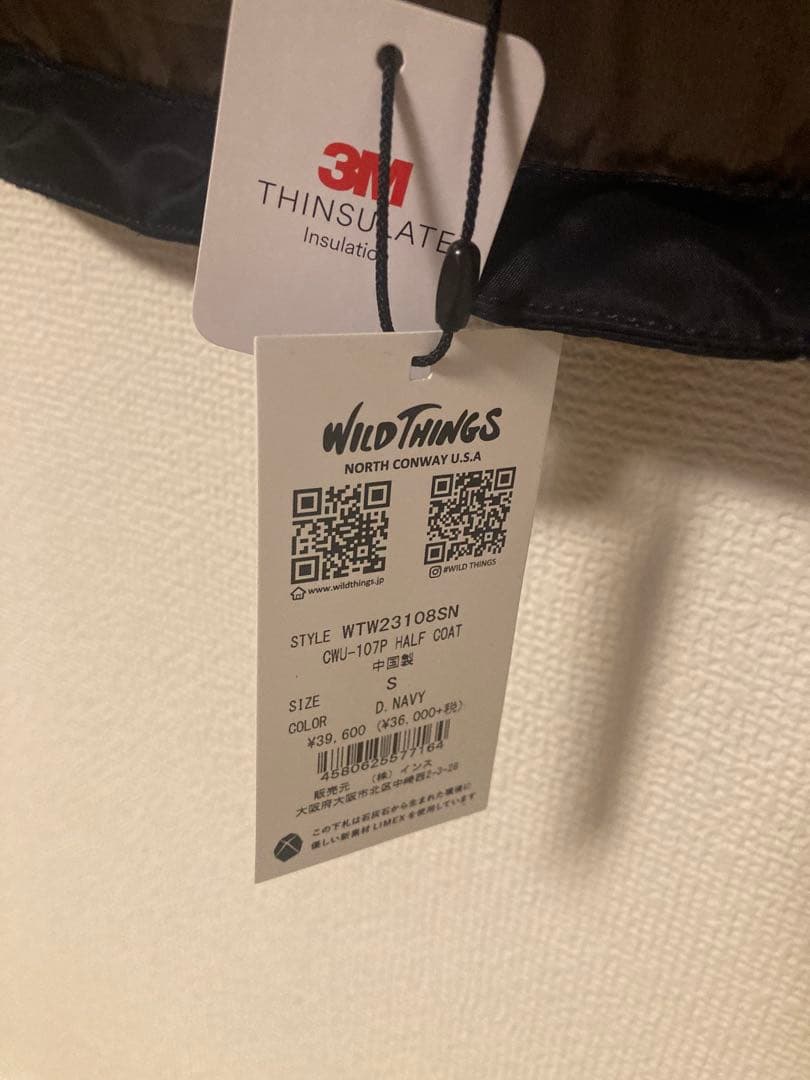 3M
THINSULATE
Insulation
WILD THINGS
NORTH CONWAY U.S.A
www.wildthings.jp
#WILD THINGS
STYLE WTW23108SN
CWU-107P HALF COAT
中国製
SIZE S
COLOR D. NAVY
¥39,600 (¥36,000+税)
4580625577164
販売元 (株) インス
大阪府大阪市北区中崎西2-3-28
この下札は石灰石から生まれた環境に
優しい新素材 LIMEX を使用しています